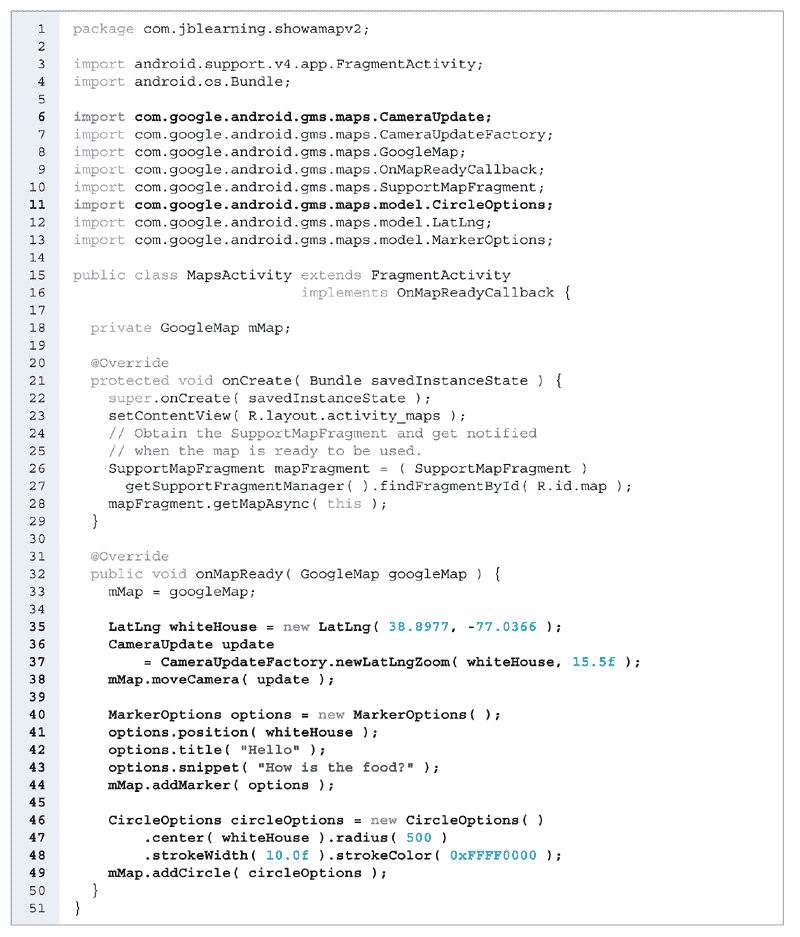 1 package com.jblearning.showamapv2;
2
3 import android.support.v4.app.FragmentActivity;
4 import android.os.Bundle;
5
6 import com.google.android.gms.maps.CameraUpdate;
7 import com.google.android.gms.maps.CameraUpdateFactory;
8 import com.google.android.gms.maps.GoogleMap;
9 import com.google.android.gms.maps.OnMapReadyCallback;
10 import com.google.android.gms.maps.SupportMapFragment;
11 import com.google.android.gms.maps.model.CircleOptions;
12 import com.google.android.gms.maps.model.LatLng;
13 import com.google.android.gms.maps.model.MarkerOptions;
14
15 public class MapsActivity extends FragmentActivity
16                           implements OnMapReadyCallback {
17
18   private GoogleMap mMap;
19
20   @Override
21   protected void onCreate( Bundle savedInstanceState ) {
22     super.onCreate( savedInstanceState );
23     setContentView( R.layout.activity_maps );
24     // Obtain the SupportMapFragment and get notified
25     // when the map is ready to be used.
26     SupportMapFragment mapFragment = ( SupportMapFragment )
27       getSupportFragmentManager( ).findFragmentById( R.id.map );
28     mapFragment.getMapAsync( this );
29   }
30
31   @Override
32   public void onMapReady( GoogleMap googleMap ) {
33     mMap = googleMap;
34
35     LatLng whiteHouse = new LatLng( 38.8977, -77.0366 );
36     CameraUpdate update
37         = CameraUpdateFactory.newLatLngZoom( whiteHouse, 15.5f );
38     mMap.moveCamera( update );
39
40     MarkerOptions options = new MarkerOptions( );
41     options.position( whiteHouse );
42     options.title( "Hello" );
43     options.snippet( "How is the food?" );
44     mMap.addMarker( options );
45
46     CircleOptions circleOptions = new CircleOptions( )
47         .center( whiteHouse ).radius( 500 )
48         .strokeWidth( 10.0f ).strokeColor( 0xFFFF0000 );
49     mMap.addCircle( circleOptions );
50   }
51 }